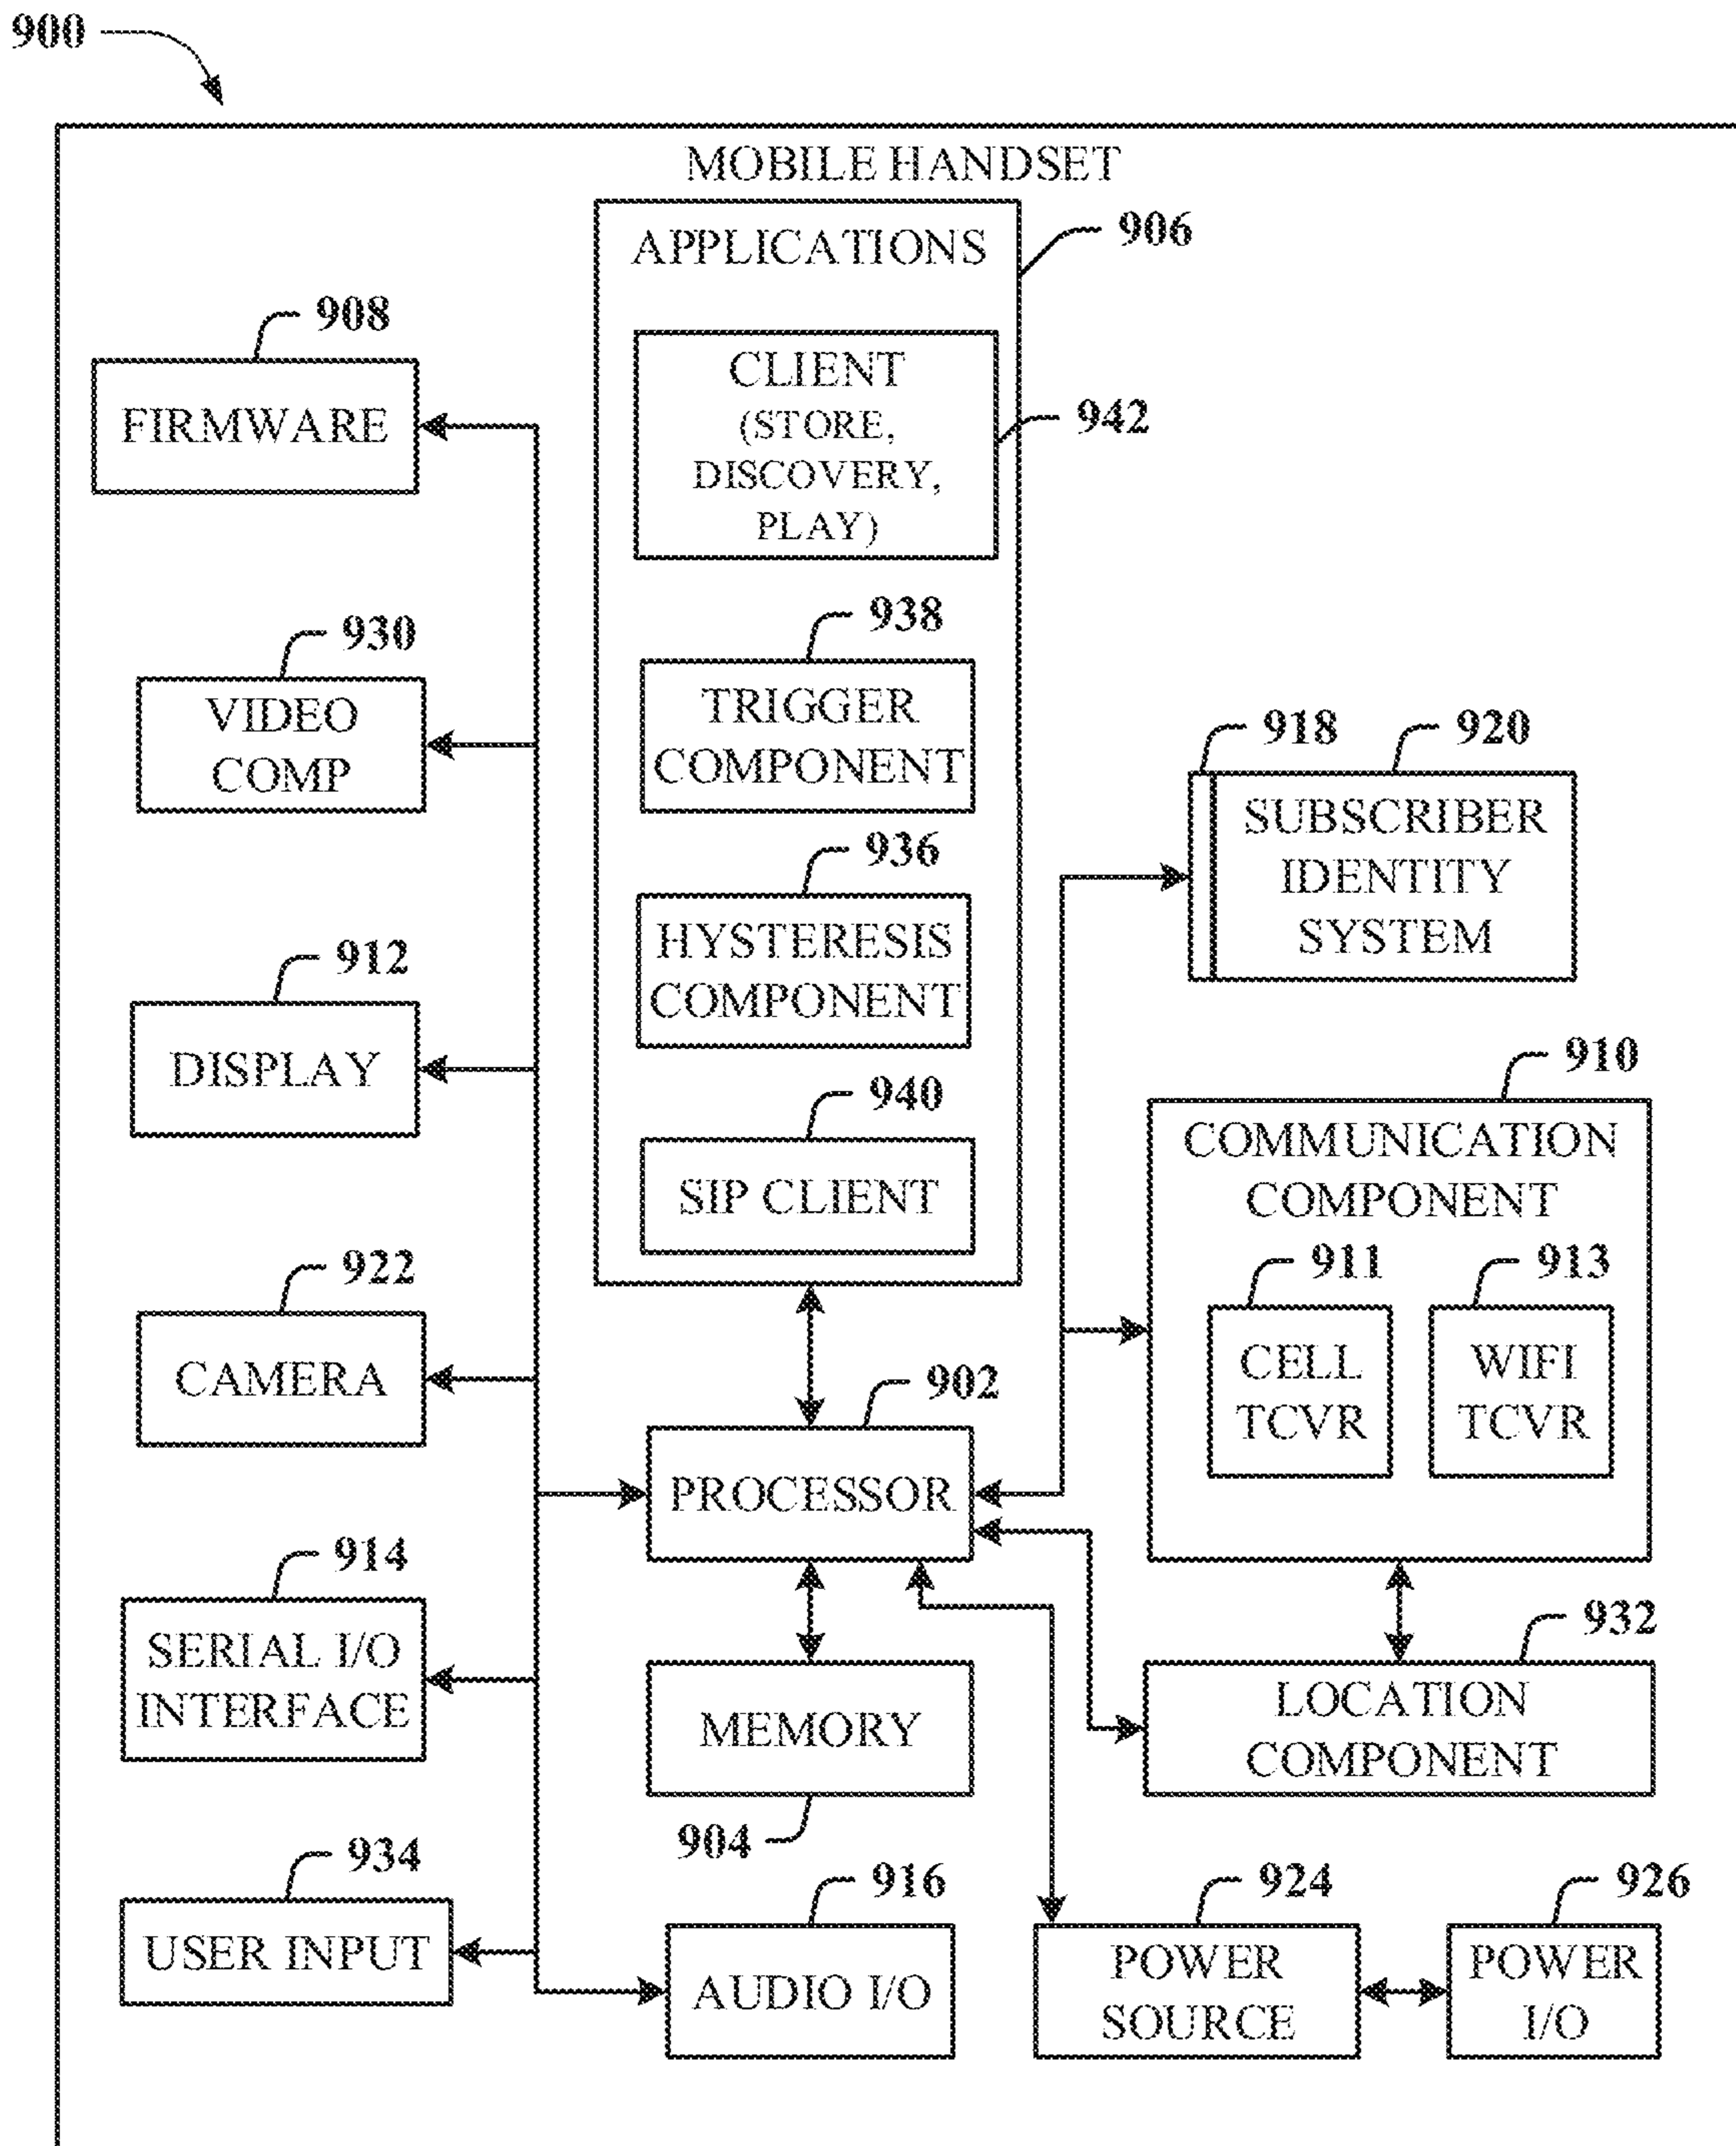 900
MOBILE HANDSET
APPLICATIONS
906
CLIENT
(STORE,
DISCOVERY,
PLAY)
942
938
TRIGGER
COMPONENT
936
HYSTERESIS
COMPONENT
940
SIP CLIENT
908
FIRMWARE
930
VIDEO
COMP
912
DISPLAY
922
CAMERA
914
SERIAL I/O
INTERFACE
934
USER INPUT
902
PROCESSOR
MEMORY
904
916
AUDIO I/O
918
920
SUBSCRIBER
IDENTITY
SYSTEM
910
COMMUNICATION
COMPONENT
911
CELL
TCVR
913
WIFI
TCVR
932
LOCATION
COMPONENT
924
POWER
SOURCE
926
POWER
I/O